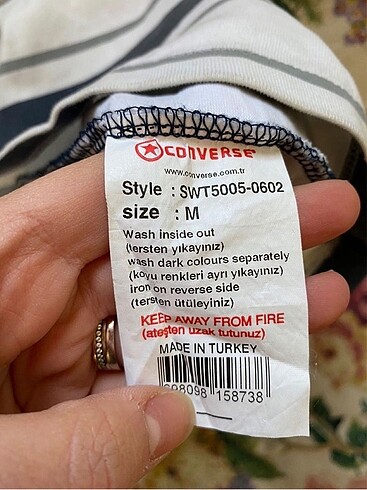 CONVERSE
www.converse.com.tr
Style : SWT5005-0602
size : M
Wash inside out
(tersten yıkayınız)
wash dark colours separately
(koyu renkleri ayrı yıkayınız)
iron on reverse side
(tersten ütüleyiniz)
KEEP AWAY FROM FIRE
(ateşten uzak tutunuz)
MADE IN TURKEY
698098 158738